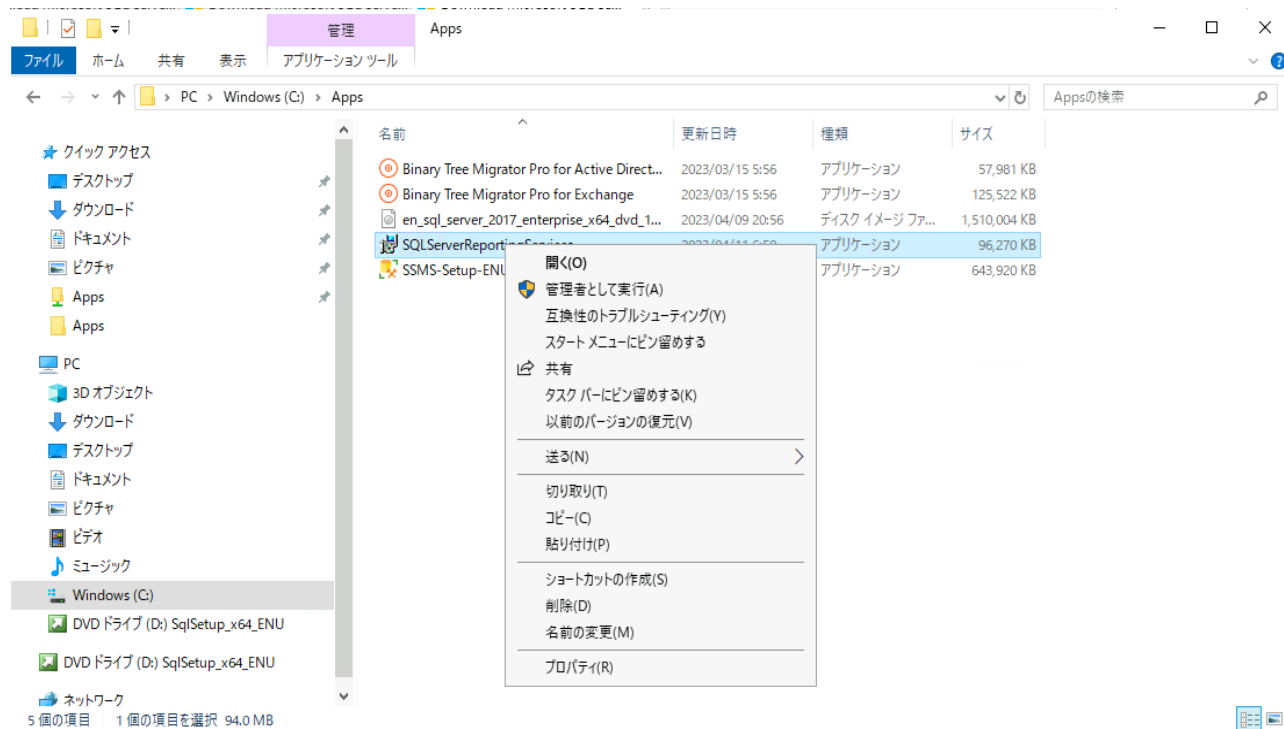 管理
Apps
ファイル ホーム 共有 表示 アプリケーション ツール
PC > Windows (C:) > Apps
Appsの検索
名前 更新日時 種類 サイズ
クイック アクセス
デスクトップ
ダウンロード
ドキュメント
ピクチャ
Apps
Apps
PC
3D オブジェクト
ダウンロード
デスクトップ
ドキュメント
ピクチャ
ビデオ
ミュージック
Windows (C:)
DVD ドライブ (D:) SqlSetup_x64_ENU
DVD ドライブ (D:) SqlSetup_x64_ENU
ネットワーク
Binary Tree Migrator Pro for Active Direct... 2023/03/15 5:56 アプリケーション 57,981 KB
Binary Tree Migrator Pro for Exchange 2023/03/15 5:56 アプリケーション 125,522 KB
en_sql_server_2017_enterprise_x64_dvd_1... 2023/04/09 20:56 ディスク イメージ ファ... 1,510,004 KB
SQLServerReportingServices アプリケーション 96,270 KB
SSMS-Setup-ENU アプリケーション 643,920 KB
開く(O)
管理者として実行(A)
互換性のトラブルシューティング(Y)
スタート メニューにピン留めする
共有
タスク バーにピン留めする(K)
以前のバージョンの復元(V)
送る(N)
切り取り(T)
コピー(C)
貼り付け(P)
ショートカットの作成(S)
削除(D)
名前の変更(M)
プロパティ(R)
5 個の項目 1 個の項目を選択 94.0 MB